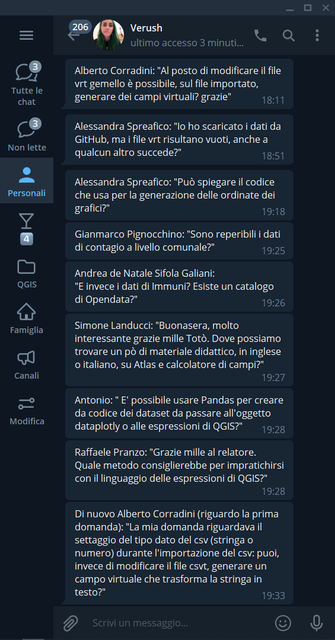 206
Verush
ultimo accesso 3 minuti...
3
Tutte le
chat
3
Non lette
Personali
4
QGIS
Famiglia
Canali
Modifica
Alberto Corradini: "Al posto di modificare il file
vrt gemello è possibile, sul file importato,
generare dei campi virtuali? grazie"
18:11
Alessandra Spreafico: "Io ho scaricato i dati da
GitHub, ma i file vrt risultano vuoti, anche a
qualcun altro succede?"
18:51
Alessandra Spreafico: "Può spiegare il codice
che usa per la generazione delle ordinate dei
grafici?"
19:18
Gianmarco Pignocchino: "Sono reperibili i dati
di contagio a livello comunale?"
19:25
Andrea de Natale Sifola Galiani:
"E invece i dati di Immuni? Esiste un catalogo
di Opendata?"
19:26
Simone Landucci: "Buonasera, molto
interessante grazie mille Totò. Dove possiamo
trovare un pò di materiale didattico, in inglese
o italiano, su Atlas e calcolatore di campi?"
19:27
Antonio: " E' possibile usare Pandas per creare
da codice dei dataset da passare all'oggetto
dataplotly o alle espressioni di QGIS?"
19:28
Raffaele Pranzo: "Grazie mille al relatore.
Quale metodo consiglierebbe per impratichirsi
con il linguaggio delle espressioni di QGIS?"
19:28
Di nuovo Alberto Corradini (riguardo la prima
domanda): "La mia domanda riguardava il
settaggio del tipo dato del csv (stringa o
numero) durante l'importazione del csv: puoi,
invece di modificare il file csvt, generare un
campo virtuale che trasforma la stringa in
testo?"
19:33
Scrivi un messaggio...